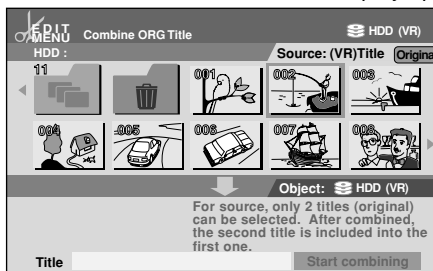 EDIT
MENU
Combine ORG Title
HDD (VR)
HDD :
Source: (VR)Title
Origina
11
001
002
003
004
005
006
007
008
Object:
HDD (VR)
For source, only 2 titles (original)
can be selected. After combined,
the second title is included into the
first one.
Title
Start combining